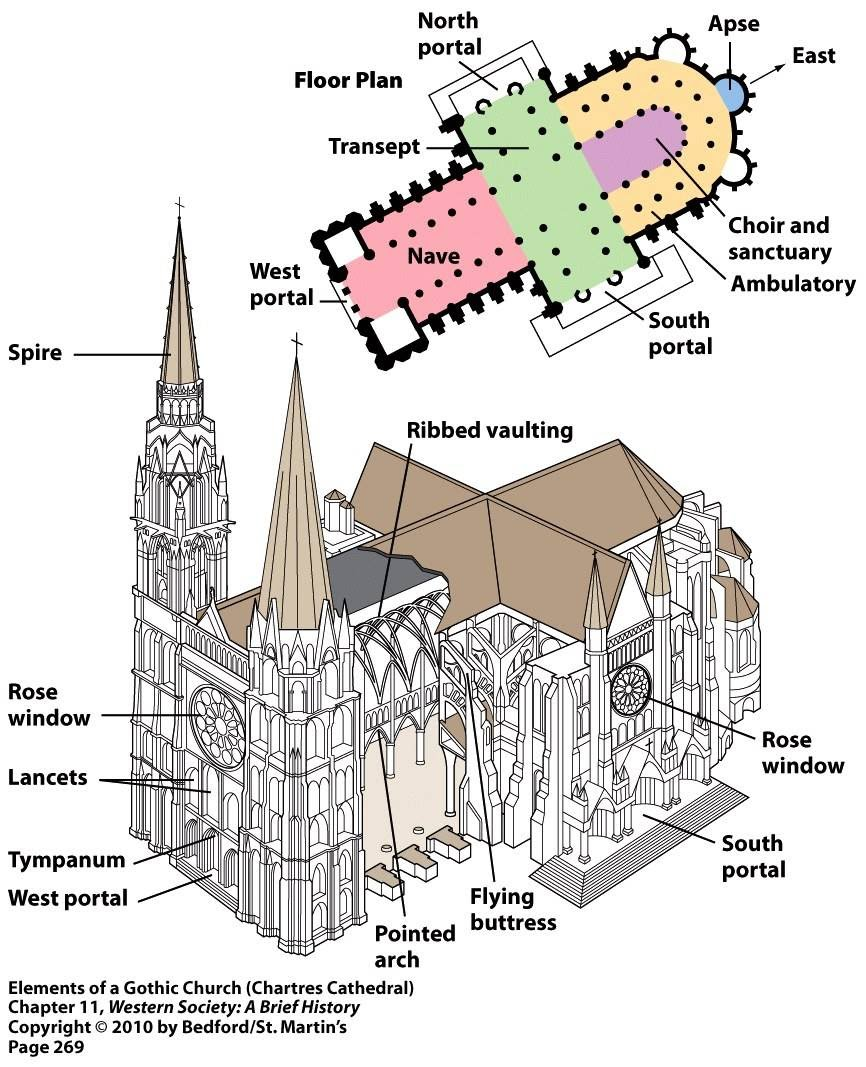 North
portal
Apse
East
Floor Plan
Transept
Choir and
sanctuary
Nave
West
portal
Ambulatory
South
portal
Spire
Ribbed vaulting
Rose
window
Rose
window
Lancets
South
portal
Tympanum
West portal
Flying
buttress
Pointed
arch
Elements of a Gothic Church (Chartres Cathedral)
Chapter 11, Western Society: A Brief History
Copyright © 2010 by Bedford/St. Martin's
Page 269